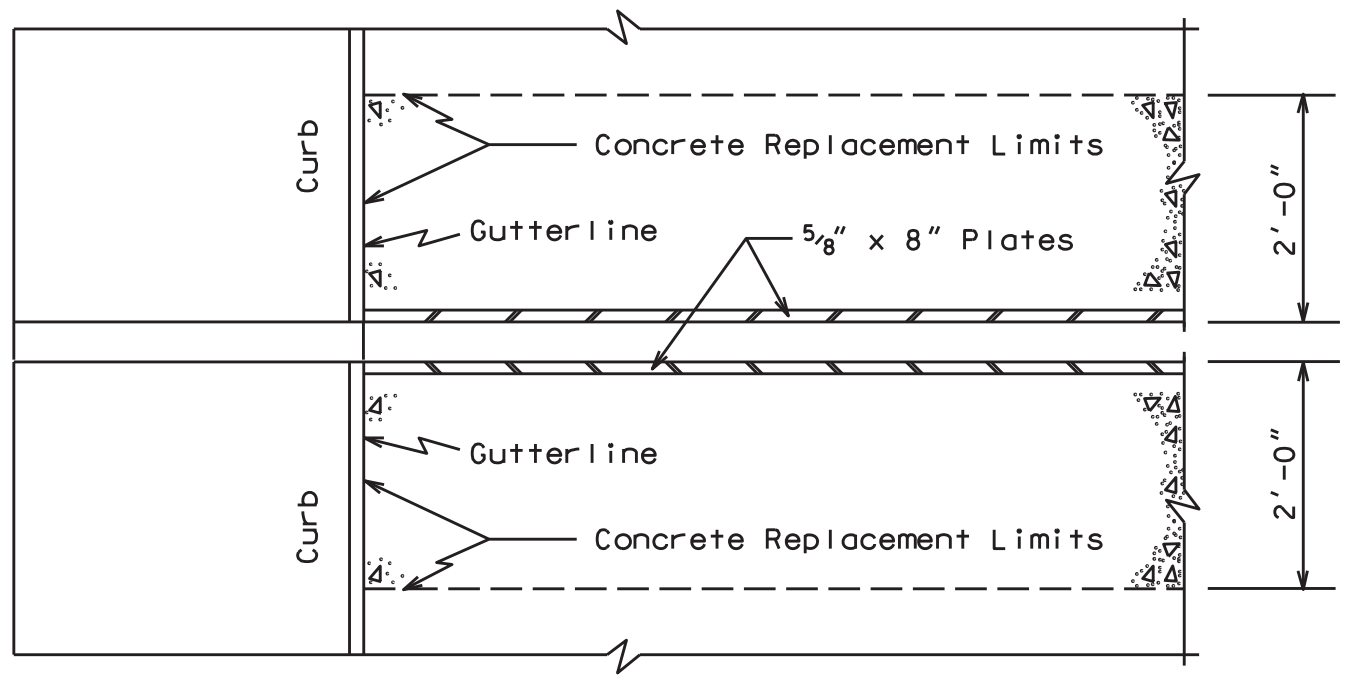 Curb
Concrete Replacement Limits
Gutterline
5/8" x 8" Plates
2'-0"
Gutterline
Curb
Concrete Replacement Limits
2'-0"